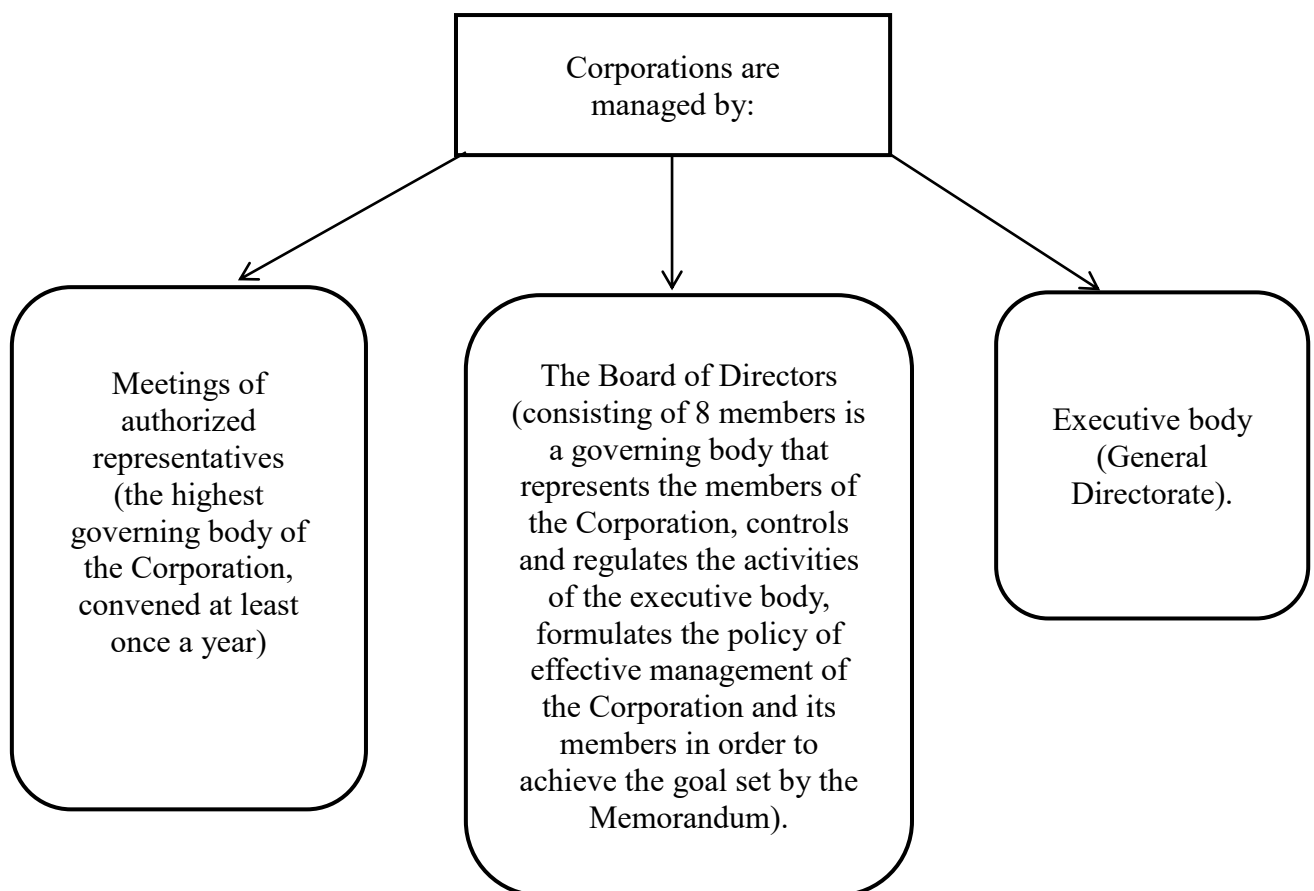 Corporations are
managed by:
Meetings of
authorized
representatives
(the highest
governing body of
the Corporation,
convened at least
once a year)
The Board of Directors
(consisting of 8 members is
a governing body that
represents the members of
the Corporation, controls
and regulates the activities
of the executive body,
formulates the policy of
effective management of
the Corporation and its
members in order to
achieve the goal set by the
Memorandum).
Executive body
(General
Directorate).